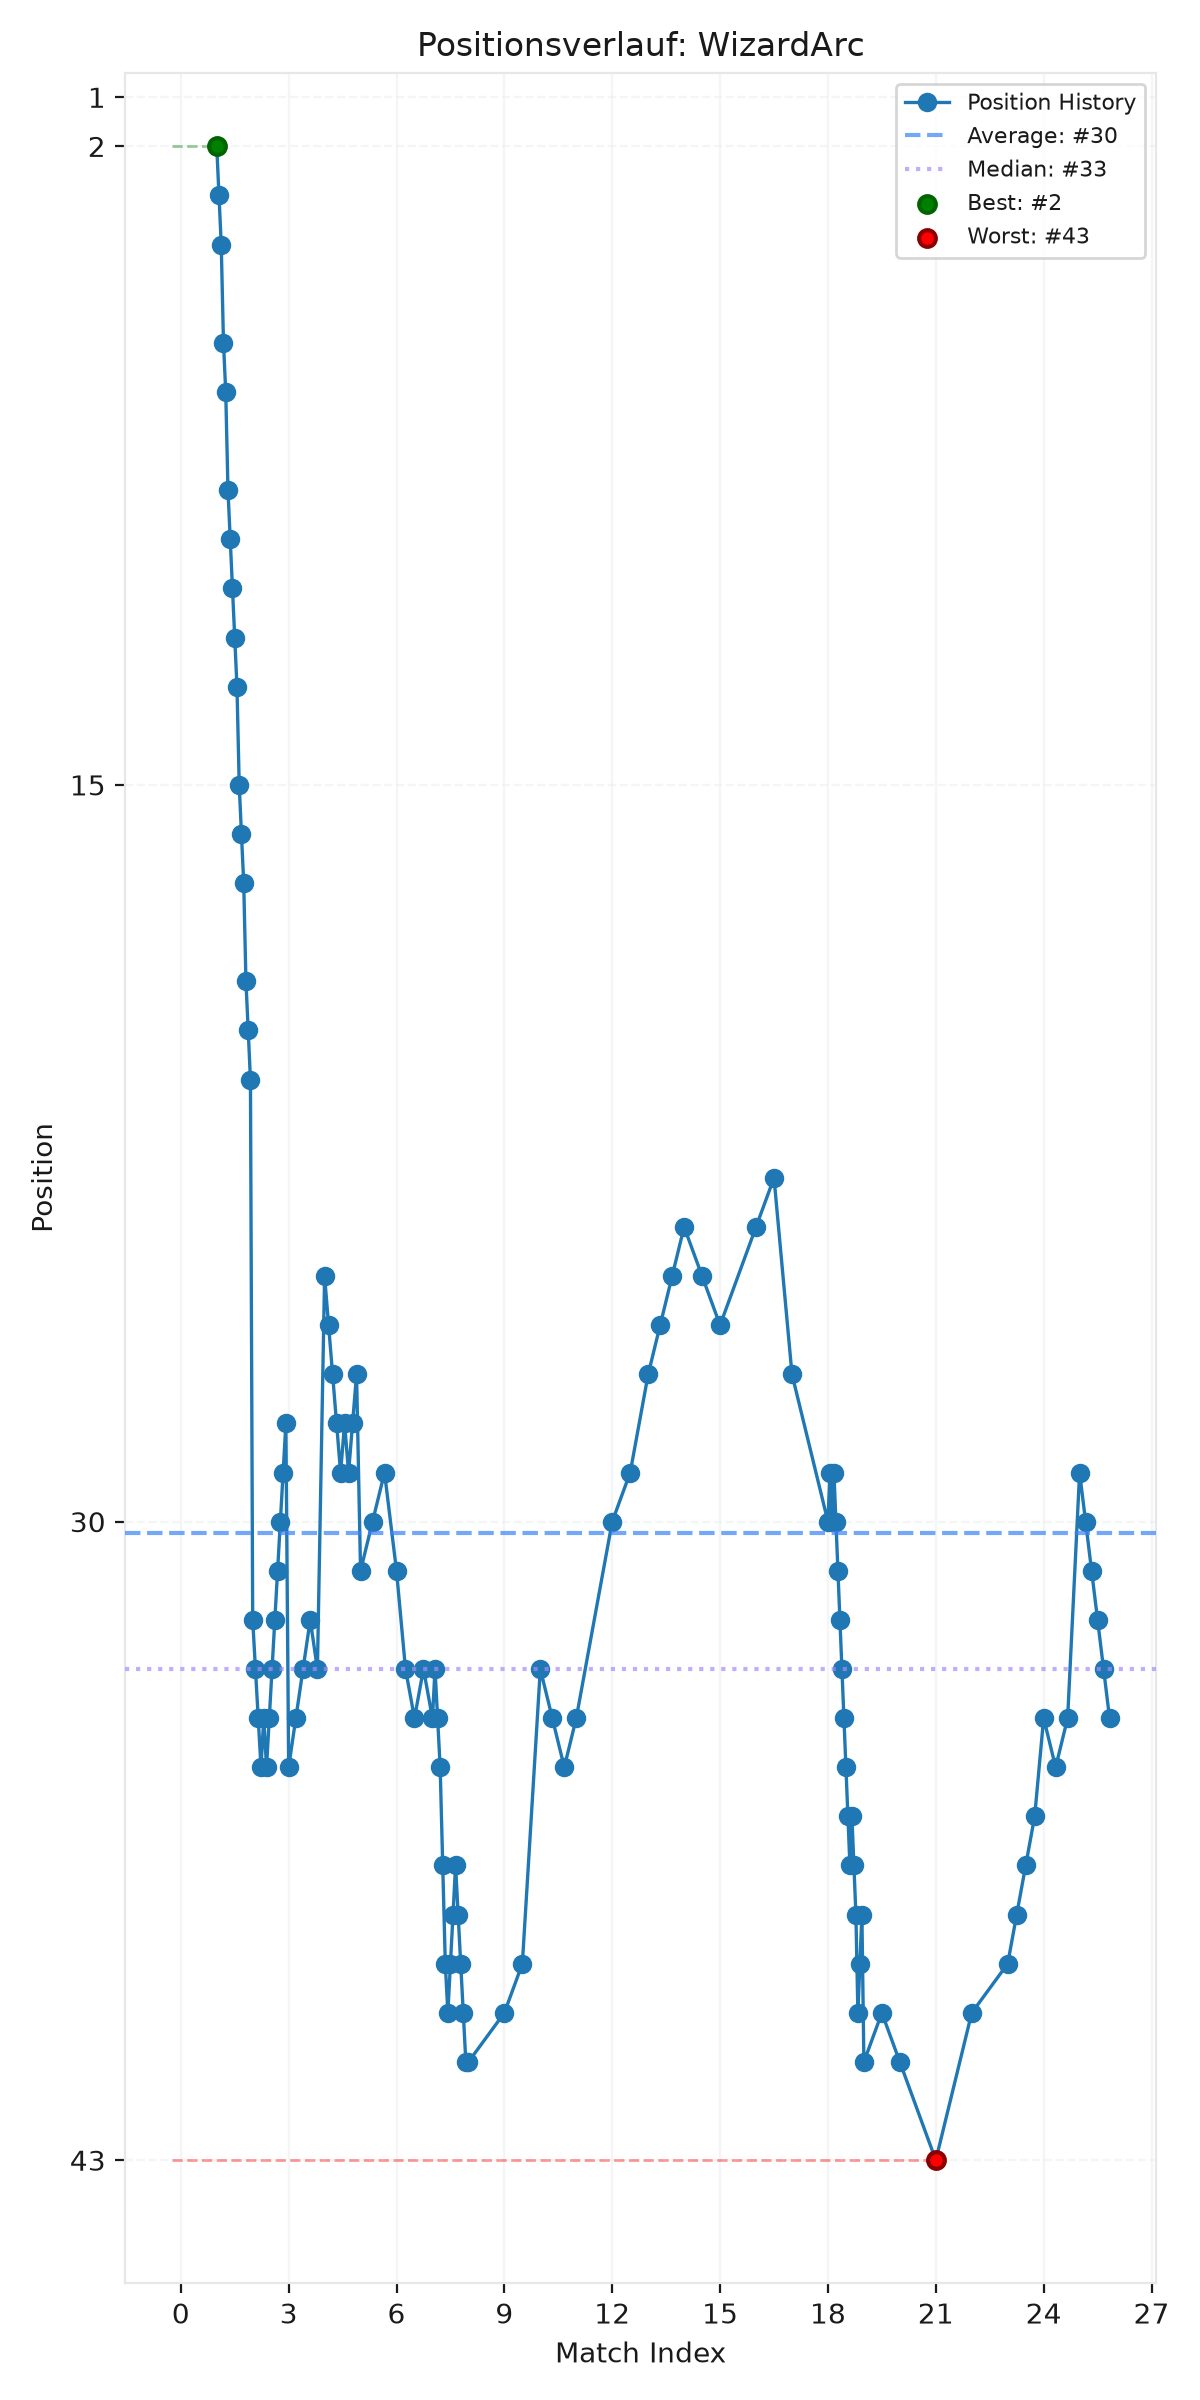 Positionsverlauf: WizardArc
Position History
Average: #30
Median: #33
Best: #2
Worst: #43
1
2
15
30
43
Position
0 3 6 9 12 15 18 21 24 27
Match Index